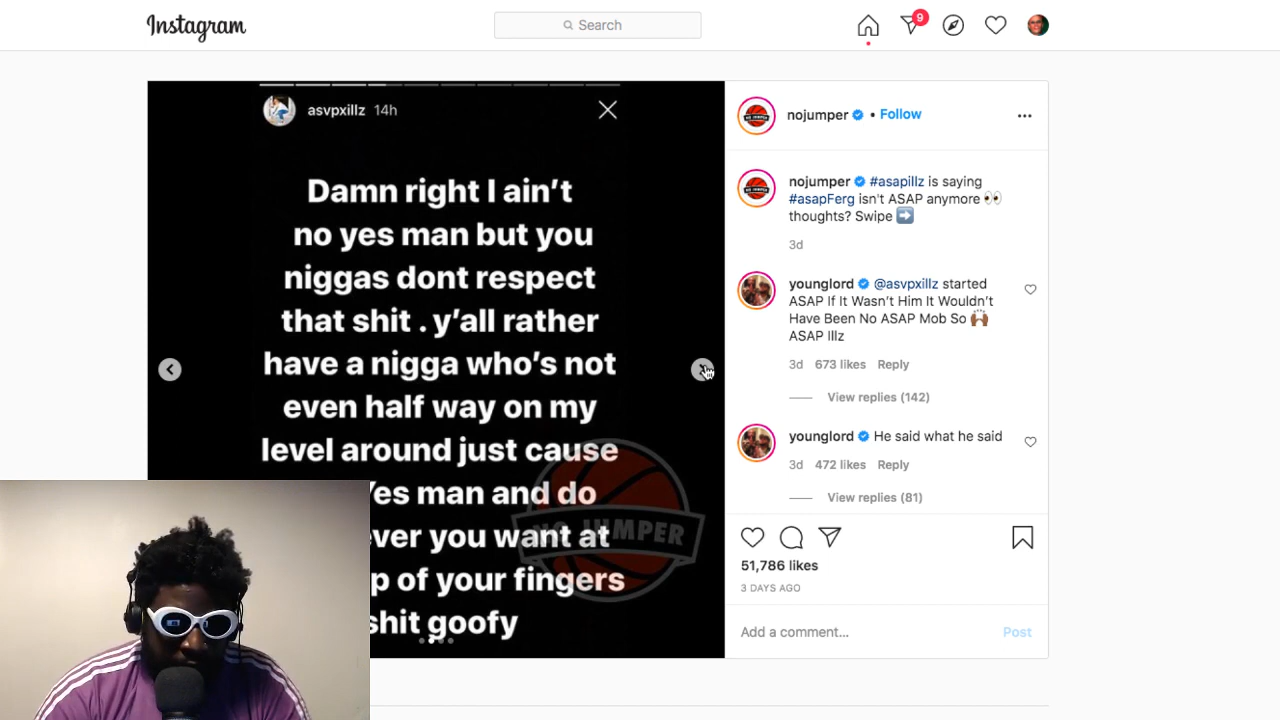 Instagram
Search
9
asvpxillz 14h
Damn right I ain't
no yes man but you
niggas dont respect
that shit . y'all rather
have a nigga who's not
even half way on my
level around just cause
es man and do
ver you want at
p of your fingers
shit goofy
NO JUMPER
nojumper • Follow
nojumper #asapillz is saying
#asapFerg isn't ASAP anymore 👀
thoughts? Swipe ➡️
3d
younglord @asvpxillz started
ASAP If It Wasn't Him It Wouldn't
Have Been No ASAP Mob So 🙌🏾
ASAP Illz
3d 673 likes Reply
View replies (142)
younglord He said what he said
3d 472 likes Reply
View replies (81)
51,786 likes
3 DAYS AGO
Add a comment... Post